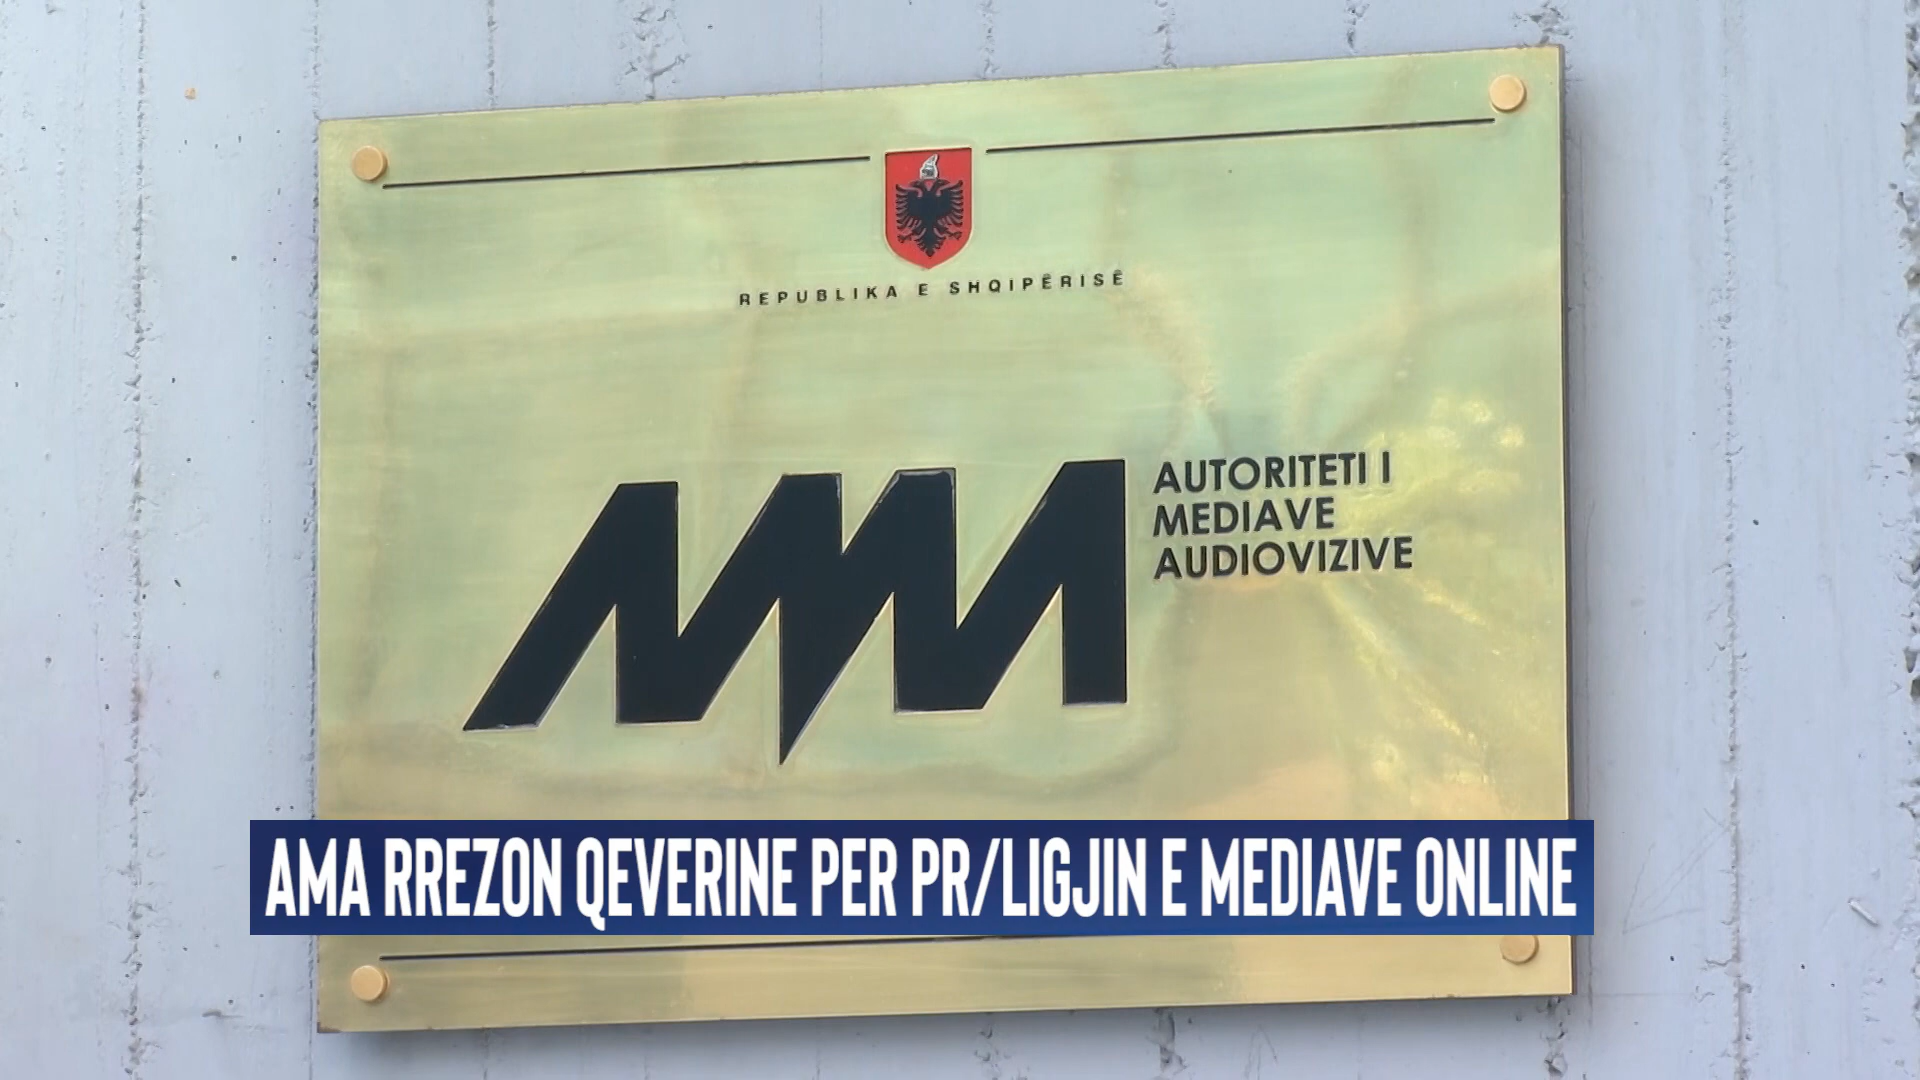 REPUBLIKA E SHQIPËRISË
AMA
AUTORITETI I
MEDIAVE
AUDIOVIZIVE
AMA RREZON QEVERINE PER PR/LIGJIN E MEDIAVE ONLINE